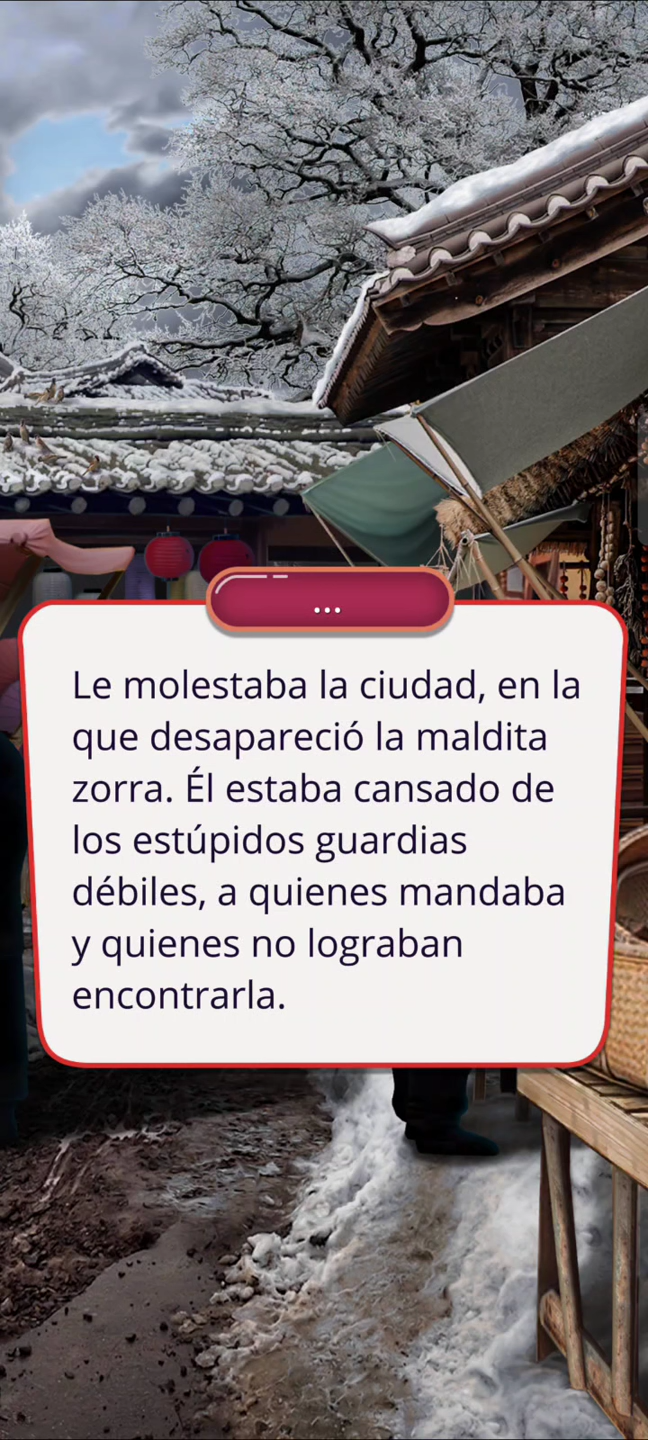 ...
Le molestaba la ciudad, en la
que desapareció la maldita
zorra. Él estaba cansado de
los estúpidos guardias
débiles, a quienes mandaba
y quienes no lograban
encontrarla.